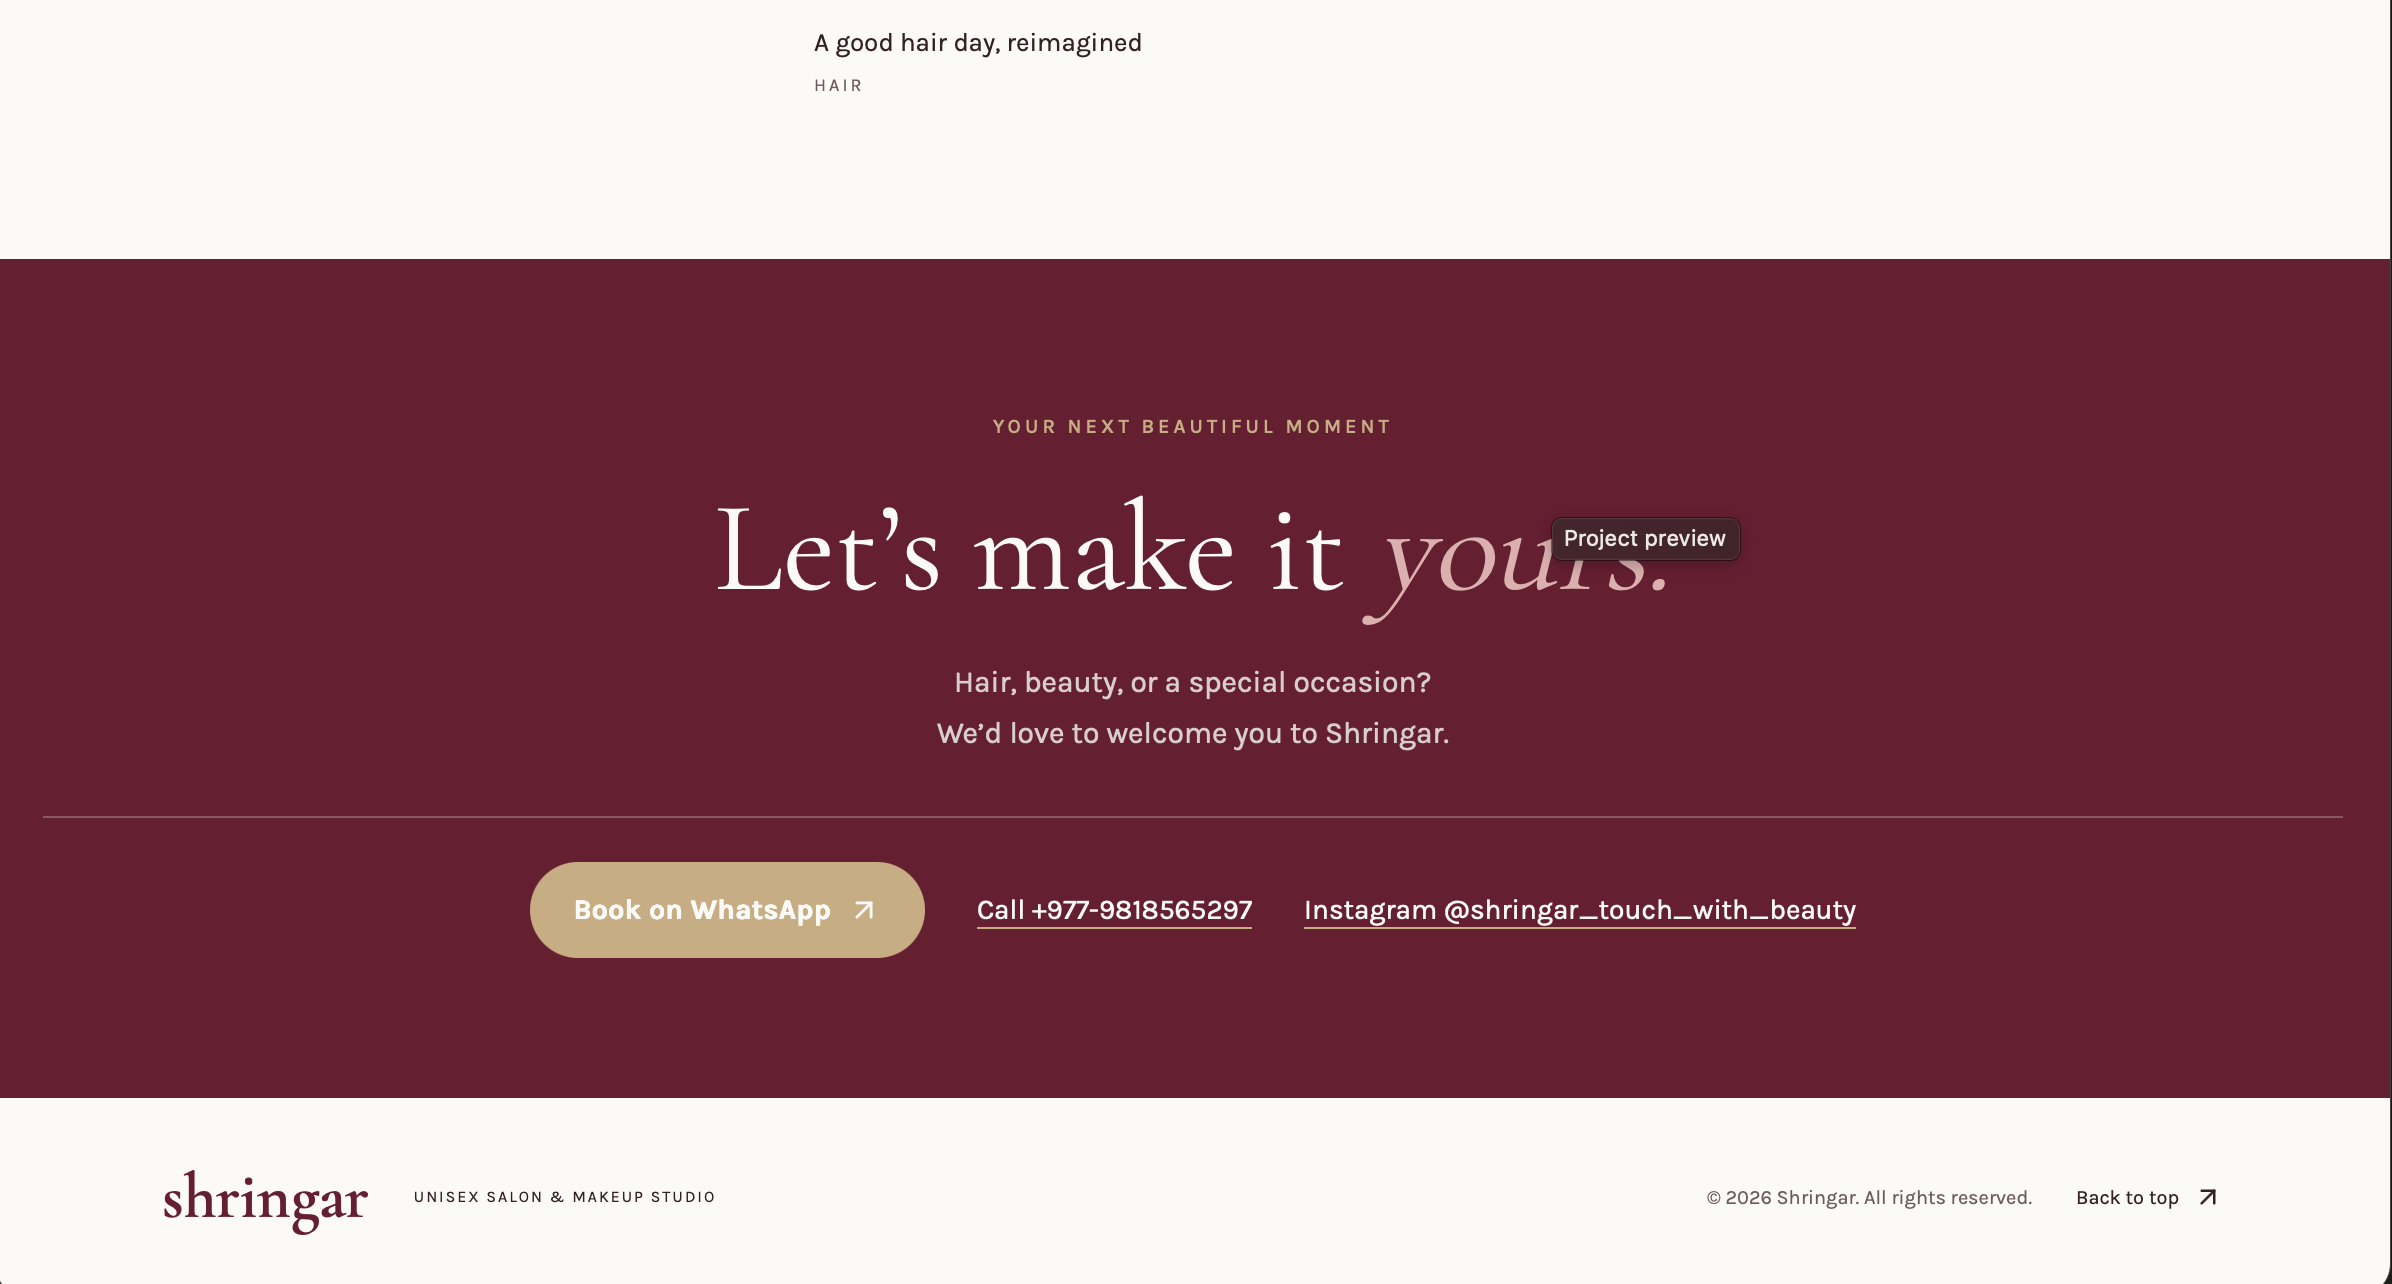 A good hair day, reimagined
HAIR
YOUR NEXT BEAUTIFUL MOMENT
Let’s make it yours.
Project preview
Hair, beauty, or a special occasion?
We’d love to welcome you to Shringar.
Book on WhatsApp
Call +977-9818565297
Instagram @shringar_touch_with_beauty
shringar
UNISEX SALON & MAKEUP STUDIO
© 2026 Shringar. All rights reserved.
Back to top